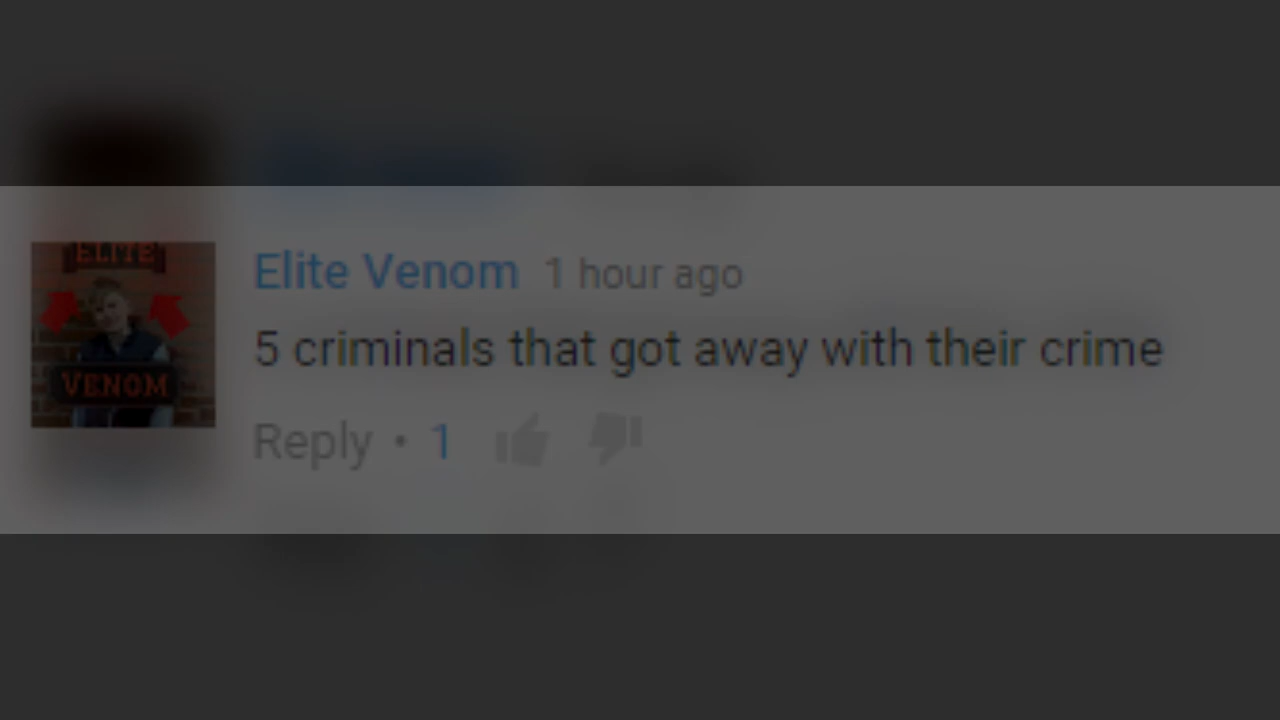 ELITE
VENOM
Elite Venom 1 hour ago
5 criminals that got away with their crime
Reply • 1